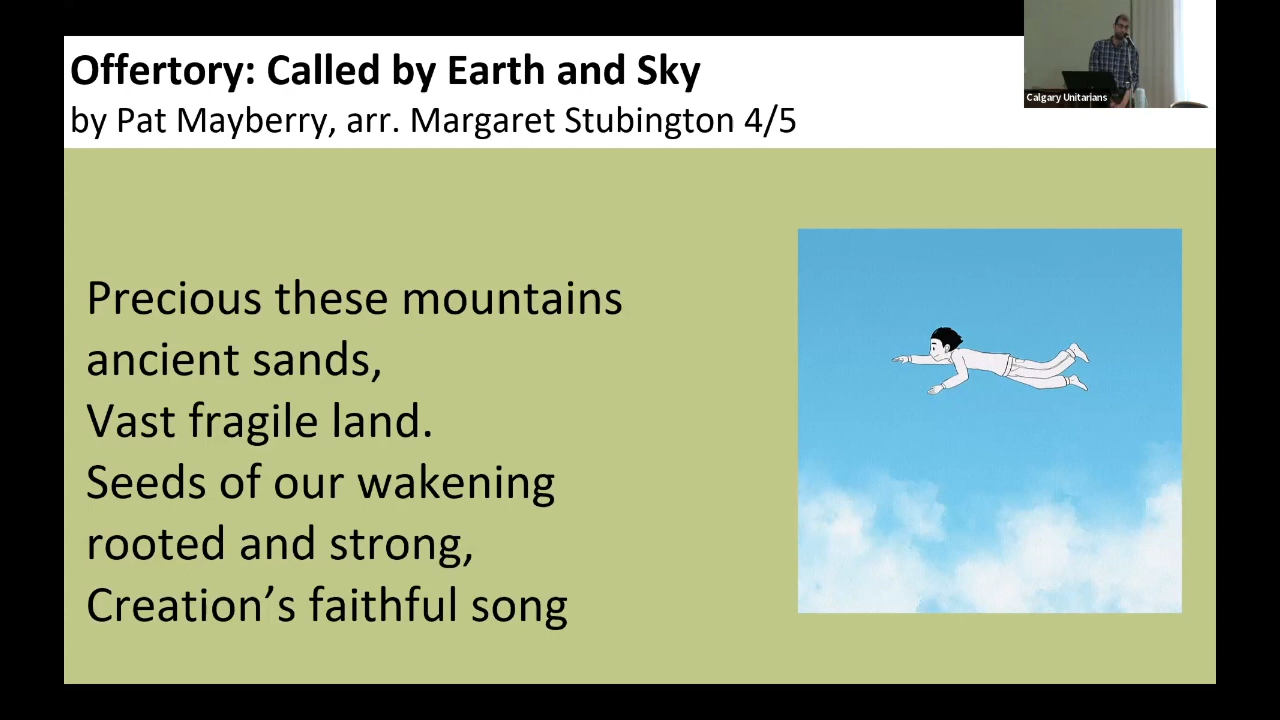 Offertory: Called by Earth and Sky
by Pat Mayberry, arr. Margaret Stubington 4/5
Calgary Unitarians
Precious these mountains
ancient sands,
Vast fragile land.
Seeds of our wakening
rooted and strong,
Creation’s faithful song